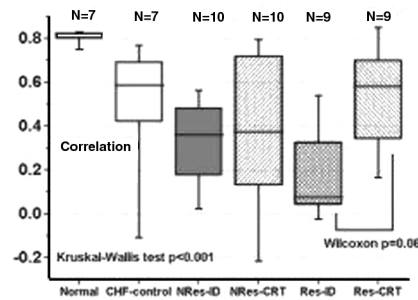 N=7 N=7 N=10 N=10 N=9 N=9
0.8
0.6
0.4
Correlation
0.2
0.0
Wilcoxon p=0.06
-0.2
Kruskal-Wallis test p<0.001
Normal CHF-control NRes-ID NRes-CRT Res-ID Res-CRT